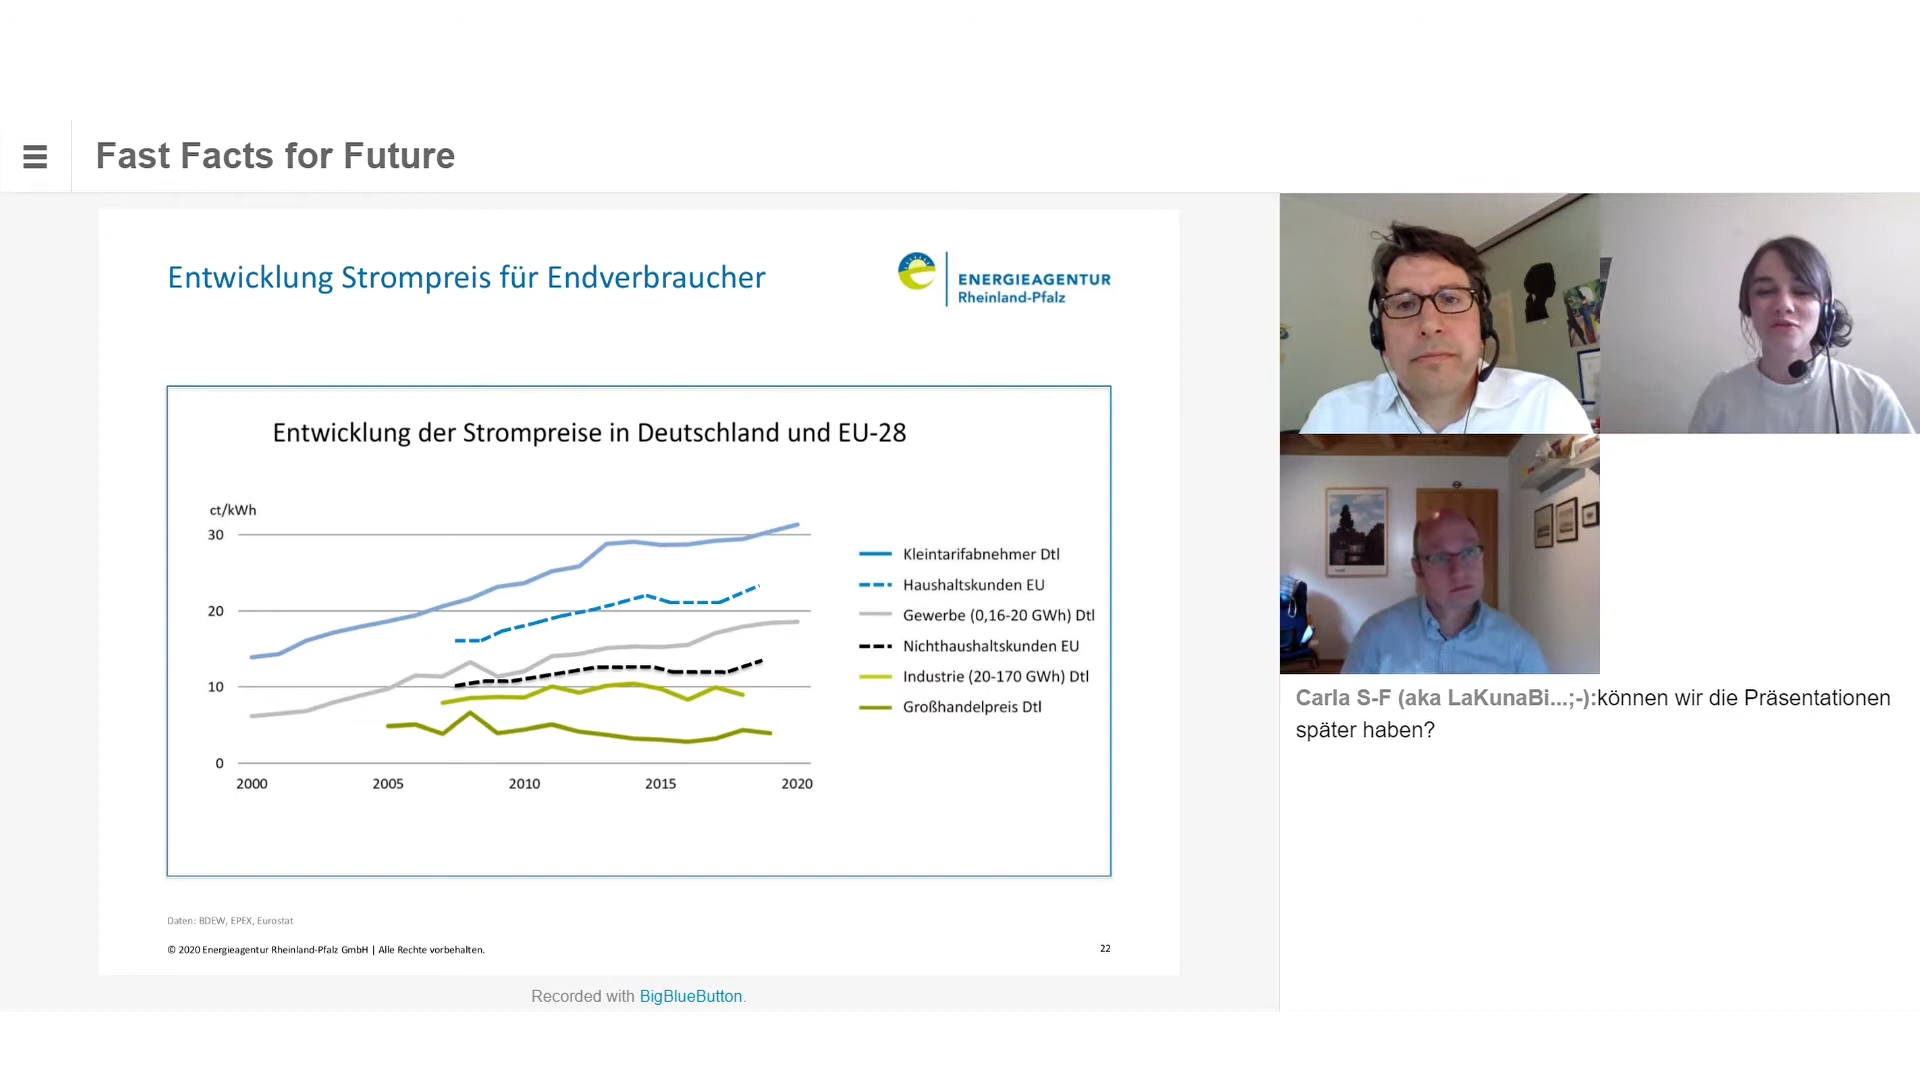 Fast Facts for Future
Entwicklung Strompreis für Endverbraucher
ENERGIEAGENTUR
Rheinland-Pfalz
Entwicklung der Strompreise in Deutschland und EU-28
ct/kWh
30
20
10
0
2000 2005 2010 2015 2020
Kleintarifabnehmer Dtl
Haushaltskunden EU
Gewerbe (0,16-20 GWh) Dtl
Nichthaushaltskunden EU
Industrie (20-170 GWh) Dtl
Großhandelpreis Dtl
Daten: BDEW, EPEX, Eurostat
© 2020 Energieagentur Rheinland-Pfalz GmbH | Alle Rechte vorbehalten.
22
Recorded with BigBlueButton.
Carla S-F (aka LaKunaBi...;-):können wir die Präsentationen
später haben?